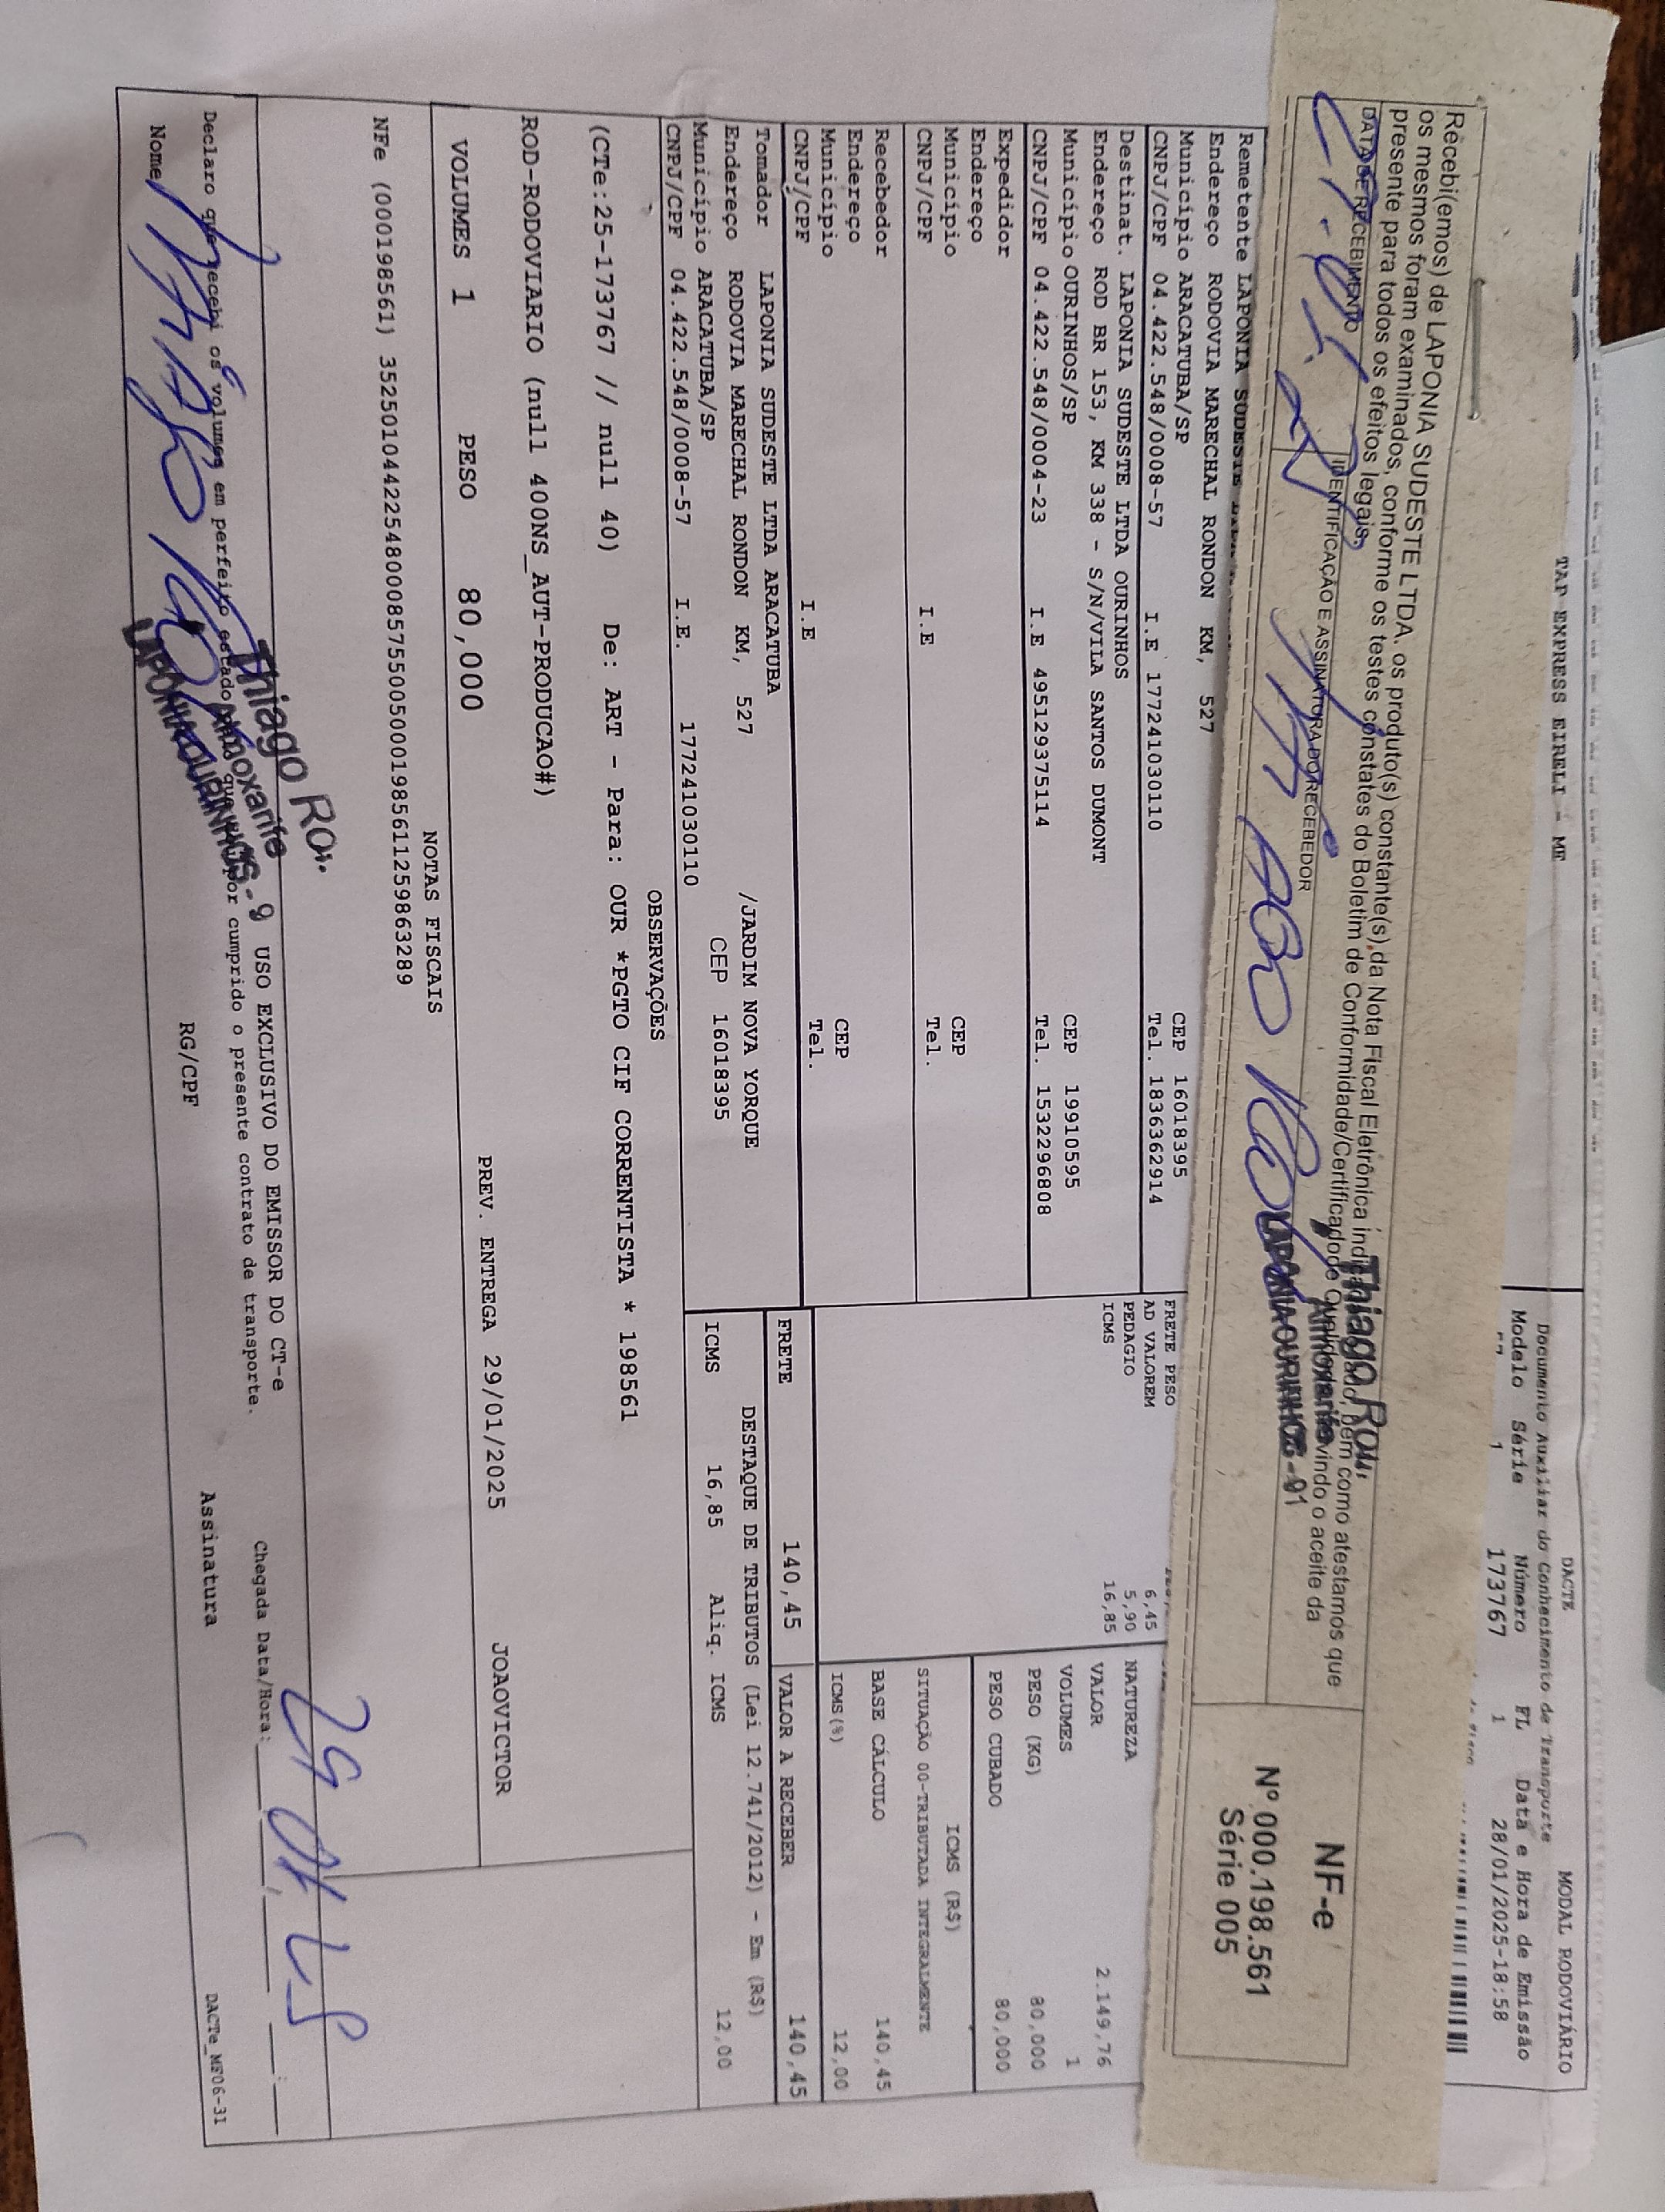 TAP EXPRESS EIRELI - ME
DACTE
MODAL RODOVIÁRIO
Documento Auxiliar do Conhecimento de Transporte
Modelo Série Número FL Data e Hora de Emissão
1 173767 1 28/01/2025-18:58
Recebi(emos) de LAPONIA SUDESTE LTDA. os produto(s) constante(s) da Nota Fiscal Eletrônica indicado
os mesmos foram examinados, conforme os testes constates do Boletim de Conformidade/Certificado de Qualidade, bem como atestamos que
presente para todos os efeitos legais. vindo o aceite da
DATA DE RECEBIMENTO
IDENTIFICAÇÃO E ASSINATURA DO RECEBEDOR
Thiago
Almoxarife
LAPONIA OURINHOS - 01
NF-e
Nº 000.198.561
Série 005
Remetente LAPONIA SUDESTE
Endereço RODOVIA MARECHAL RONDON KM, 527
Município ARACATUBA/SP CEP 16018395
CNPJ/CPF 04.422.548/0008-57 I.E 177241030110 Tel. 1836362914
Destinat. LAPONIA SUDESTE LTDA OURINHOS
Endereço ROD BR 153, KM 338 - S/N/VILA SANTOS DUMONT
Município OURINHOS/SP CEP 19910595
CNPJ/CPF 04.422.548/0004-23 I.E 495129375114 Tel. 1532296808
Expedidor
Endereço
Município CEP
CNPJ/CPF I.E Tel.
Recebedor
Endereço
Município CEP
CNPJ/CPF I.E Tel.
Tomador LAPONIA SUDESTE LTDA ARACATUBA
Endereço RODOVIA MARECHAL RONDON KM, 527 /JARDIM NOVA YORQUE
Município ARACATUBA/SP CEP 16018395
CNPJ/CPF 04.422.548/0008-57 I.E. 177241030110
FRETE PESO
AD VALOREM 6,45
PEDAGIO 5,90
ICMS 16,85
NATUREZA
VALOR 2.149,76
VOLUMES 1
PESO (KG) 80,000
PESO CUBADO 80,000
ICMS (R$)
SITUAÇÃO 00-TRIBUTADA INTEGRALMENTE
BASE CÁLCULO 140,45
ICMS(%) 12,00
FRETE 140,45 VALOR A RECEBER 140,45
DESTAQUE DE TRIBUTOS (Lei 12.741/2012) - Em (R$)
ICMS 16,85 Aliq. ICMS 12,00
OBSERVAÇÕES
(CTe:25-173767 // null 40) De: ART - Para: OUR *PGTO CIF CORRENTISTA * 198561
ROD-RODOVIARIO (null 400NS_AUT-PRODUCAO#)
VOLUMES 1 PESO 80,000 PREV. ENTREGA 29/01/2025 JOAOVICTOR
NOTAS FISCAIS
NFe (000198561) 35250104422548000857550050001985611259863289
USO EXCLUSIVO DO EMISSOR DO CT-e
Declaro que recebi os volumes em perfeito estado por cumprido o presente contrato de transporte.
Chegada Data/Hora:
Nome RG/CPF Assinatura
Thiago
Almoxarife
LAPONIA OURINHOS - 9
DACTe_MF06-31